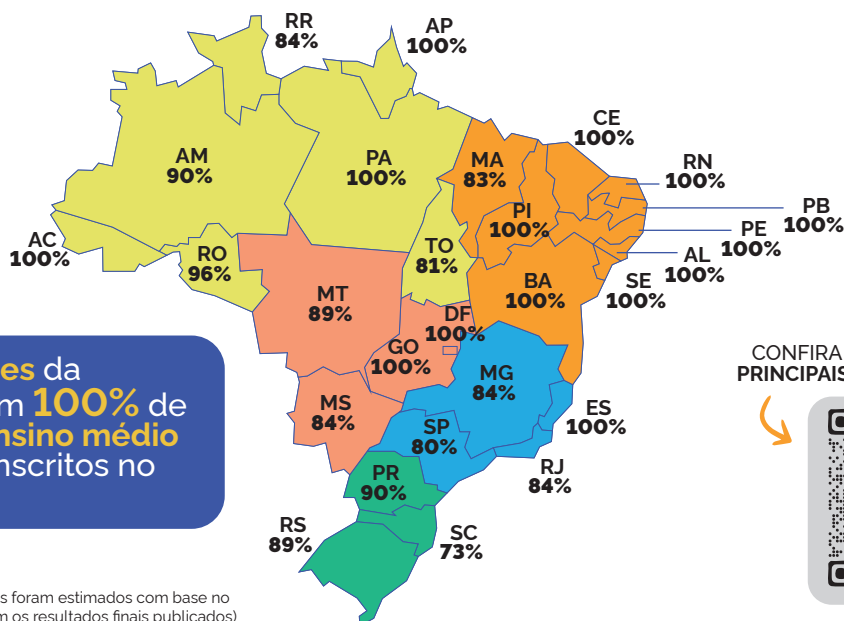 RR
84%
AP
100%
CE
100%
AM
90%
PA
100%
MA
83%
RN
100%
PI
100%
PB
100%
PE
100%
AC
100%
RO
96%
TO
81%
AL
100%
SE
100%
MT
89%
BA
100%
DF
100%
GO
100%
MG
84%
MS
84%
SP
80%
ES
100%
RJ
84%
PR
90%
RS
89%
SC
73%
es da
m 100% de
nsino médio
nscritos no
CONFIRA
PRINCIPAIS
s foram estimados com base no
m os resultados finais publicados)